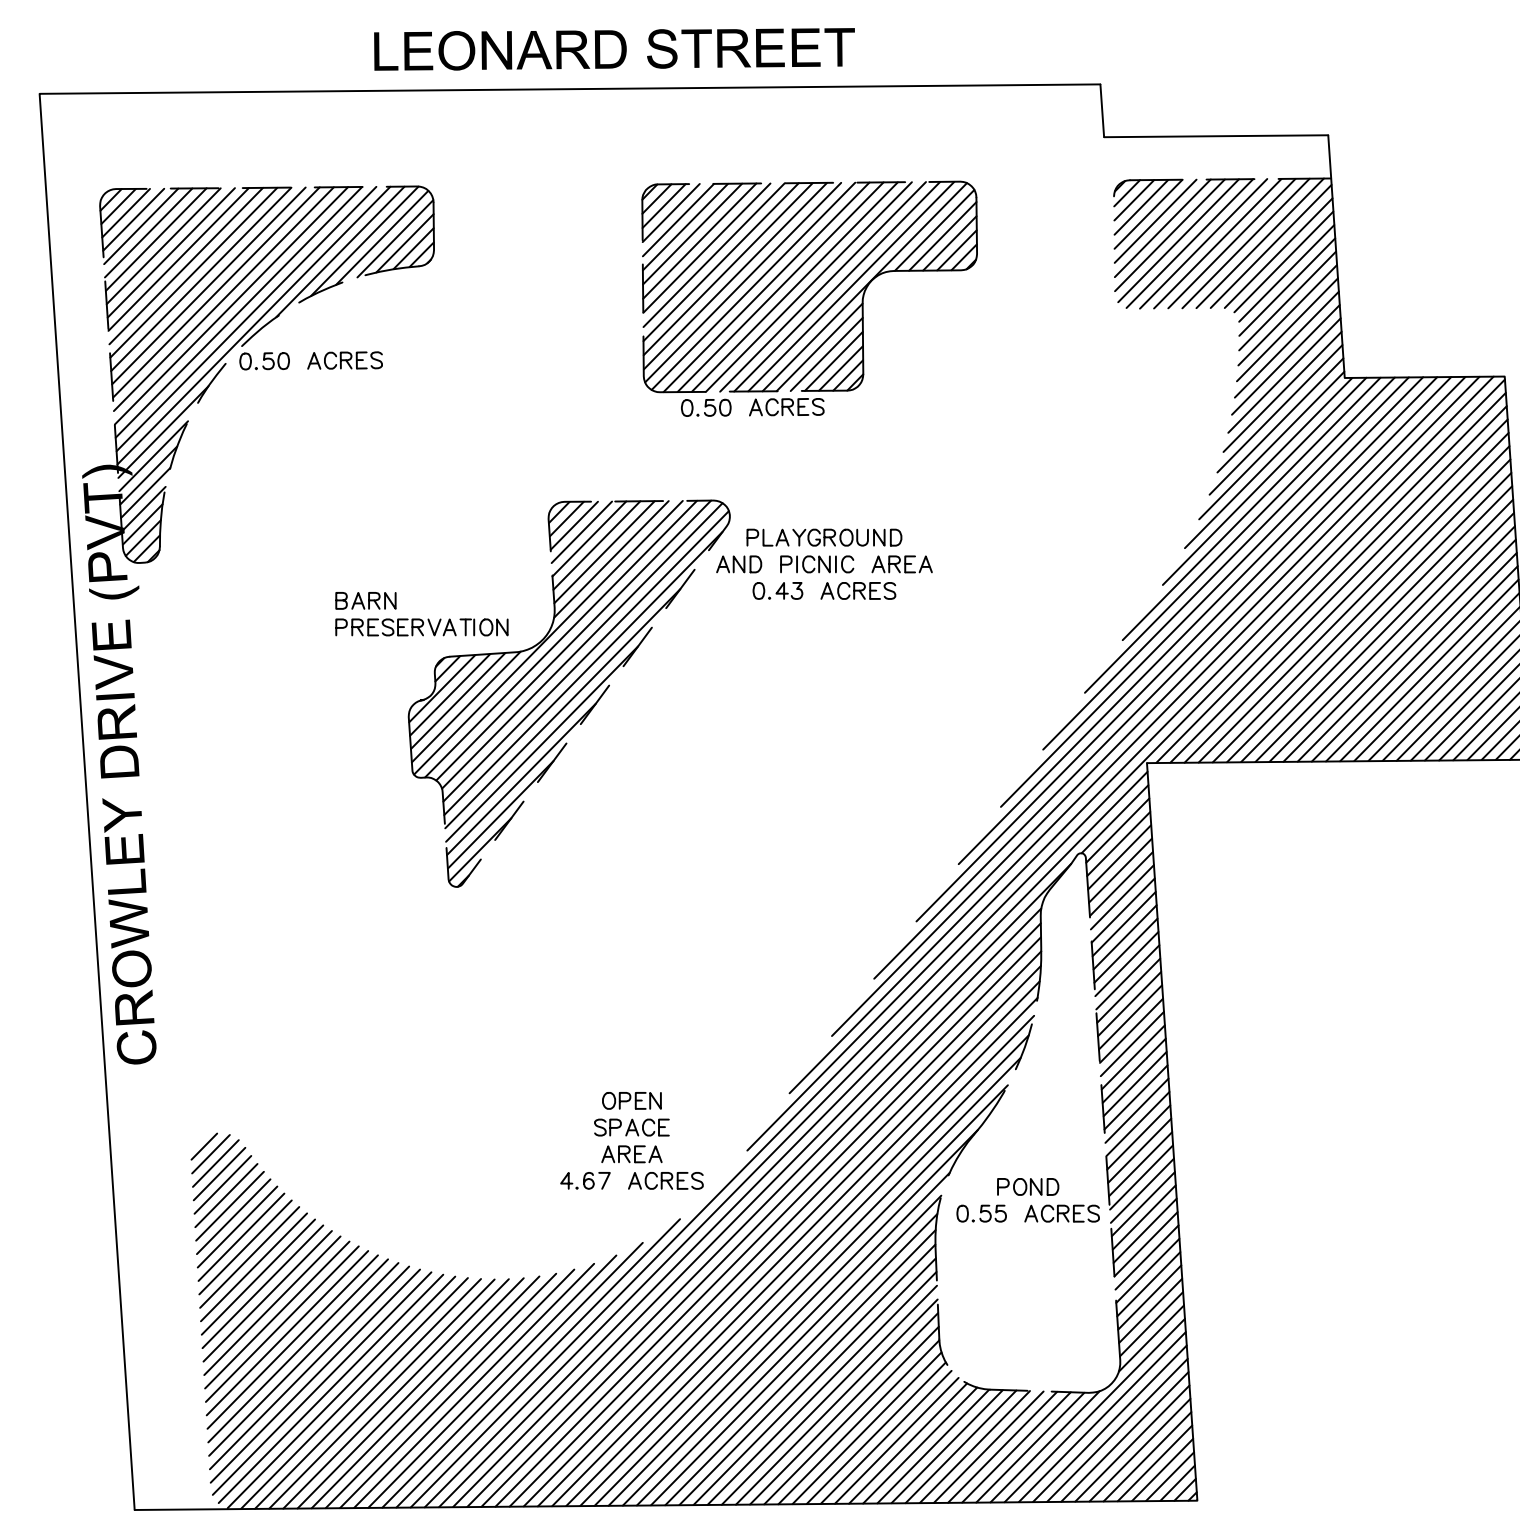 LEONARD STREET
0.50 ACRES
0.50 ACRES
CROWLEY DRIVE (PVT)
PLAYGROUND
AND PICNIC AREA
0.43 ACRES
BARN
PRESERVATION
OPEN
SPACE
AREA
4.67 ACRES
POND
0.55 ACRES